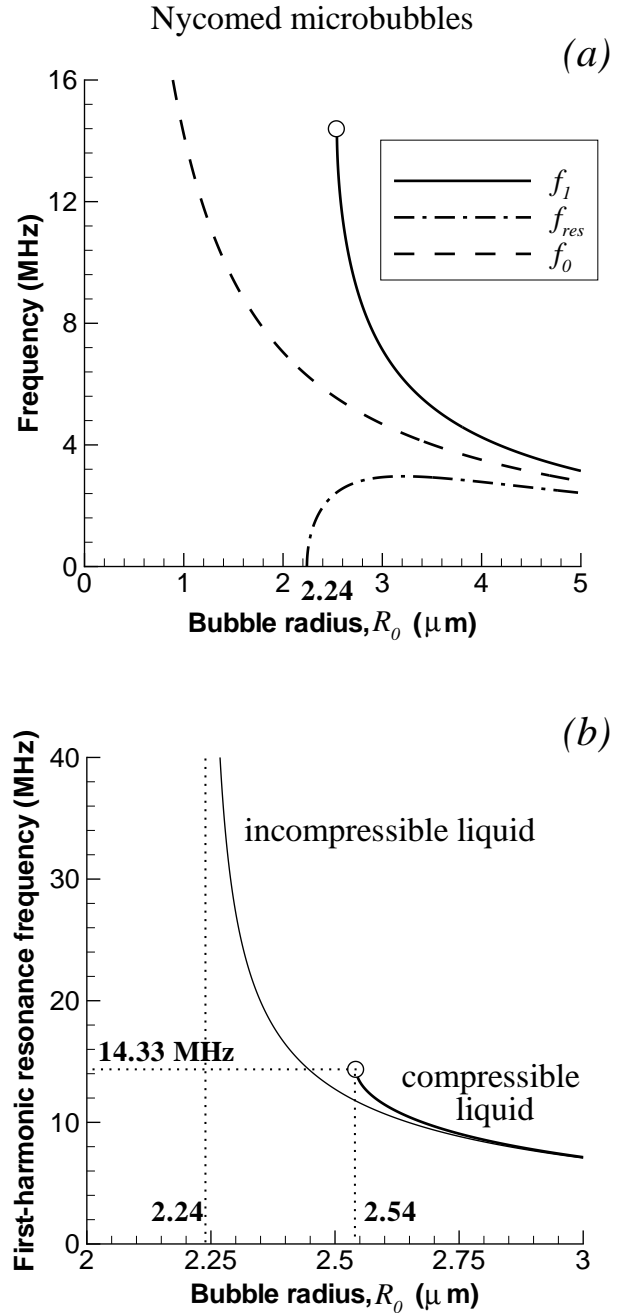 Nycomed microbubbles
(a)
16
12
8
4
0
Frequency (MHz)
f1
fres
f0
0
1
2
3
4
5
2.24
Bubble radius, R0 (μm)
(b)
40
30
20
10
0
First-harmonic resonance frequency (MHz)
incompressible liquid
14.33 MHz
compressible
liquid
2.24
2.54
2
2.25
2.5
2.75
3
Bubble radius, R0 (μm)